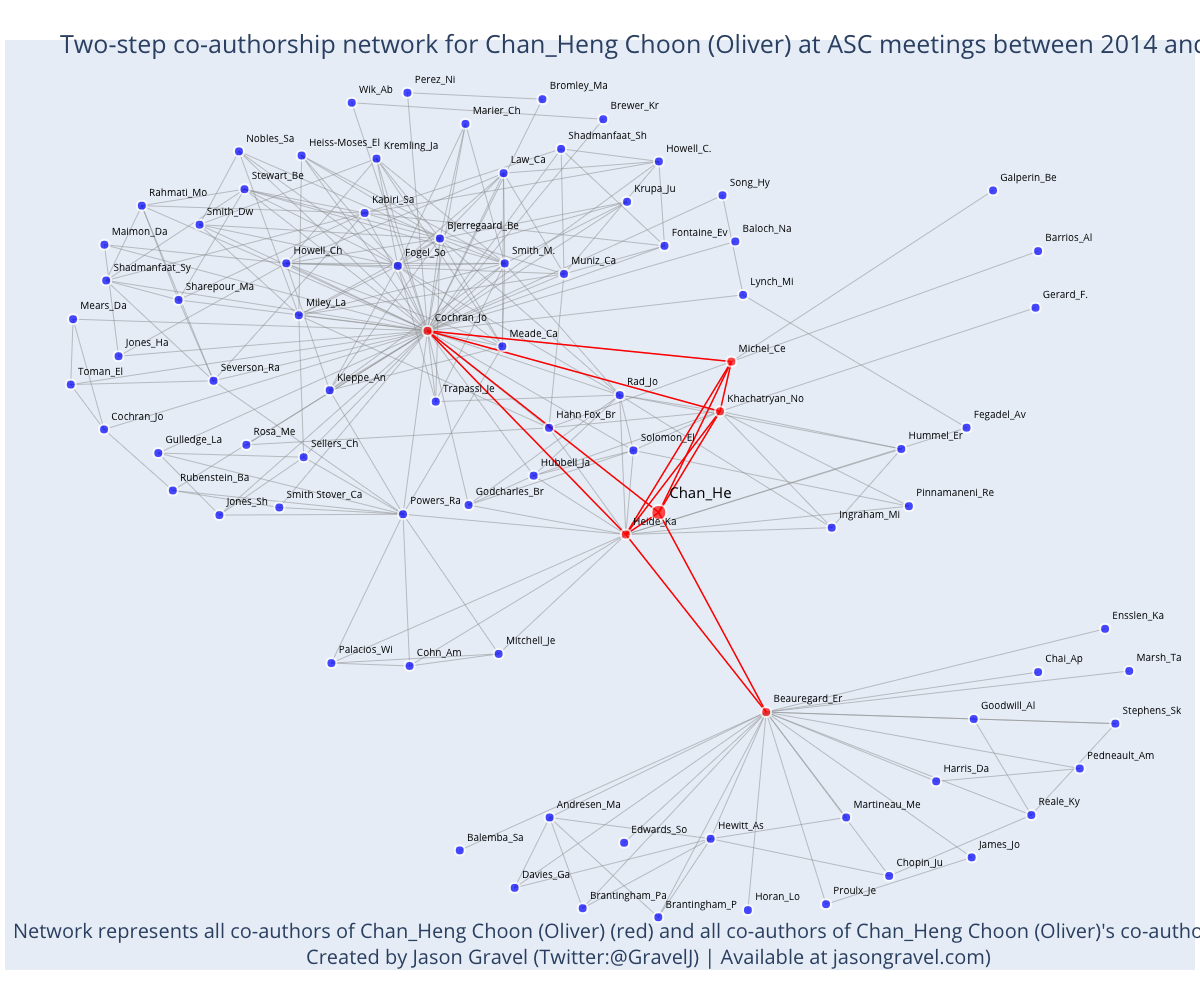 Two-step co-authorship network for Chan_Heng Choon (Oliver) at ASC meetings between 2014 and
Perez_Ni
Wik_Ab
Bromley_Ma
Marier_Ch
Brewer_Kr
Nobles_Sa
Heiss-Moses_El
Kremling_Ja
Shadmanfaat_Sh
Howell_C.
Law_Ca
Stewart_Be
Rahmati_Mo
Kabiri_Sa
Krupa_Ju
Song_Hy
Galperin_Be
Smith_Dw
Bjerregaard_Be
Maimon_Da
Fontaine_Ev
Baloch_Na
Barrios_Al
Howell_Ch
Fogel_So
Smith_M.
Muniz_Ca
Shadmanfaat_Sy
Sharepour_Ma
Lynch_Mi
Gerard_F.
Mears_Da
Miley_La
Cochran_Jo
Meade_Ca
Jones_Ha
Michel_Ce
Toman_El
Severson_Ra
Kleppe_An
Trapassi_Je
Rad_Jo
Khachatryan_No
Cochran_Jo
Rosa_Me
Hahn Fox_Br
Fegadel_Av
Gulledge_La
Sellers_Ch
Solomon_El
Hummel_Er
Hubbell_Ja
Rubenstein_Ba
Smith Stover_Ca
Godcharles_Br
Chan_He
Pinnamaneni_Re
Jones_Sh
Powers_Ra
Heide_Ka
Ingraham_Mi
Palacios_Wi
Cohn_Am
Mitchell_Je
Ensslen_Ka
Chai_Ap
Marsh_Ta
Beauregard_Er
Goodwill_Al
Stephens_Sk
Harris_Da
Pedneault_Am
Andresen_Ma
Martineau_Me
Reale_Ky
Balemba_Sa
Edwards_So
Hewitt_As
James_Jo
Davies_Ga
Chopin_Ju
Brantingham_Pa
Brantingham_P
Horan_Lo
Proulx_Je
Network represents all co-authors of Chan_Heng Choon (Oliver) (red) and all co-authors of Chan_Heng Choon (Oliver)'s co-autho
Created by Jason Gravel (Twitter:@GravelJ) | Available at jasongravel.com)